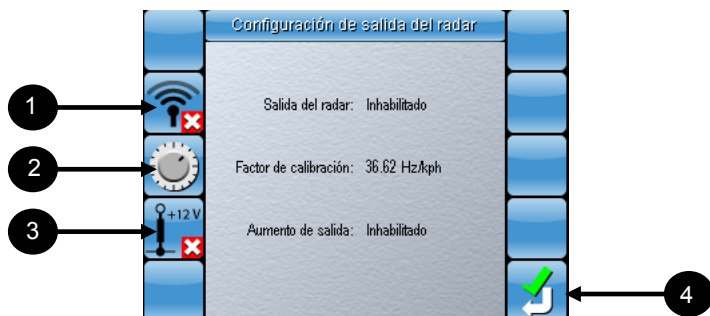 Configuración de salida del radar
1
Salida del radar: Inhabilitado
2
Factor de calibración: 36.62 Hz/kph
+12 V
3
Aumento de salida: Inhabilitado
4